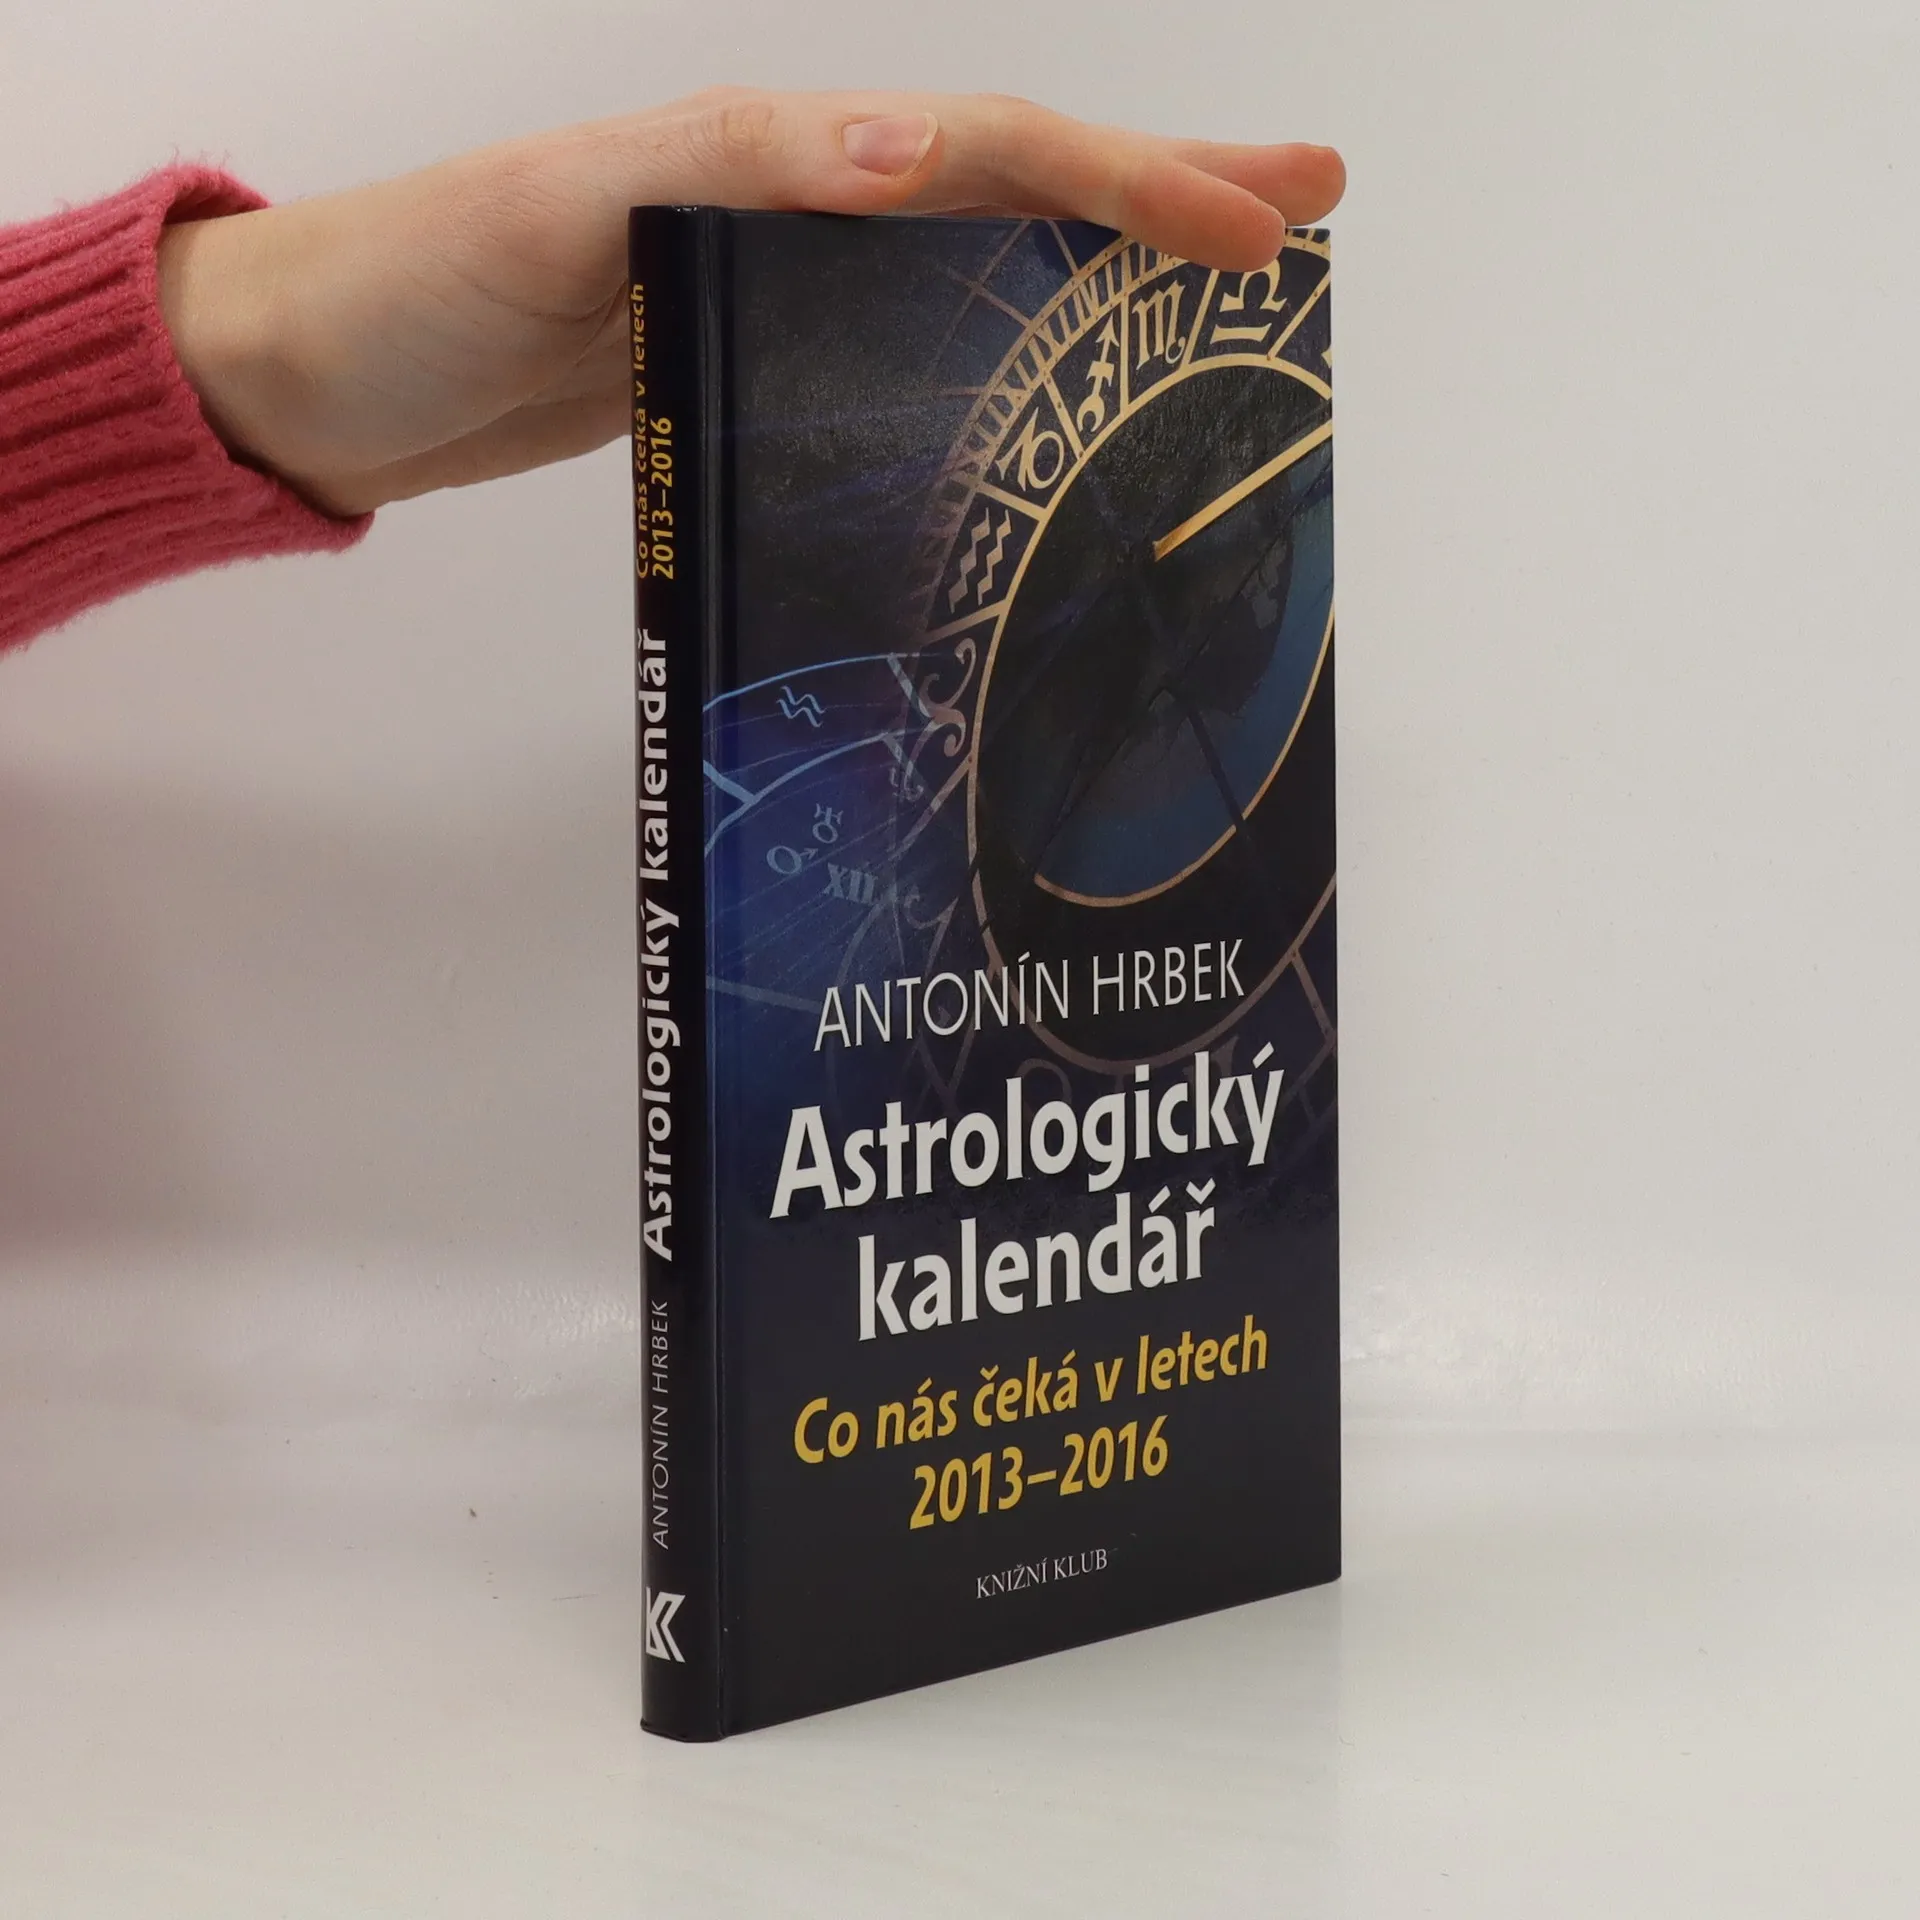 Co nás čeká v letech
2013–2016
Astrologický kalendář
ANTONÍN HRBEK
ANTONÍN HRBEK
Astrologický
kalendář
Co nás čeká v letech
2013–2016
KNIŽNÍ KLUB
XII